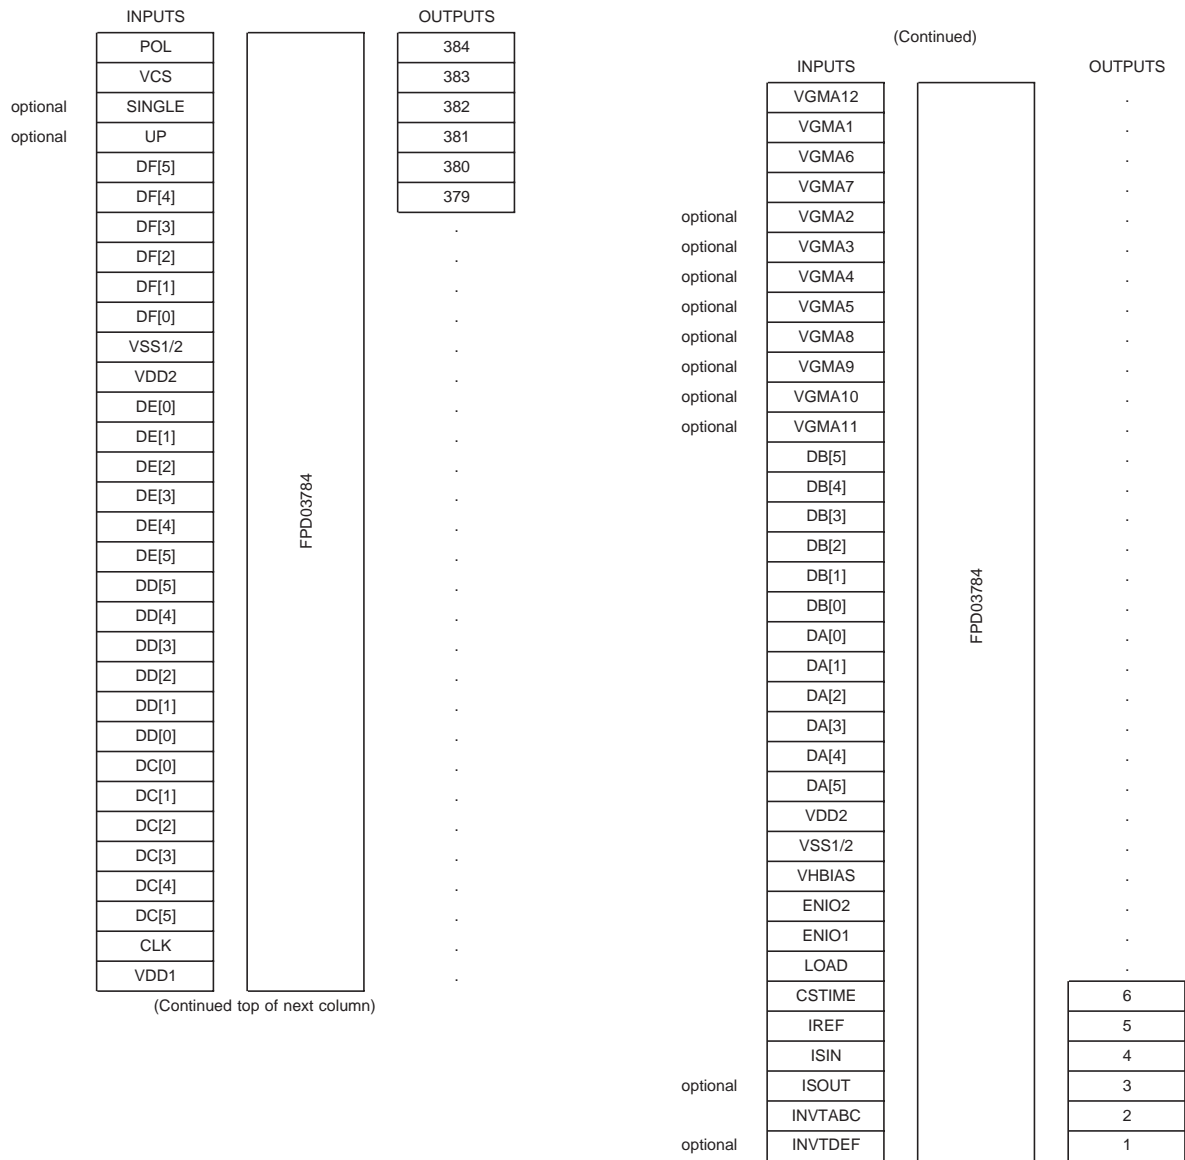 INPUTS OUTPUTS
POL 384
VCS 383
optional SINGLE 382
optional UP 381
DF[5] 380
DF[4] 379
DF[3] .
DF[2] .
DF[1] .
DF[0] .
VSS1/2 .
VDD2 .
DE[0] .
DE[1] .
DE[2] .
DE[3] .
DE[4] .
DE[5] .
DD[5] .
DD[4] .
DD[3] .
DD[2] .
DD[1] .
DD[0] .
DC[0] .
DC[1] .
DC[2] .
DC[3] .
DC[4] .
DC[5] .
CLK .
VDD1 .
FPD03784
(Continued top of next column)
(Continued)
INPUTS OUTPUTS
VGMA12 .
VGMA1 .
VGMA6 .
VGMA7 .
optional VGMA2 .
optional VGMA3 .
optional VGMA4 .
optional VGMA5 .
optional VGMA8 .
optional VGMA9 .
optional VGMA10 .
optional VGMA11 .
DB[5] .
DB[4] .
DB[3] .
DB[2] .
DB[1] .
DB[0] .
DA[0] .
DA[1] .
DA[2] .
DA[3] .
DA[4] .
DA[5] .
VDD2 .
VSS1/2 .
VHBIAS .
ENIO2 .
ENIO1 .
LOAD .
CSTIME 6
IREF 5
ISIN 4
optional ISOUT 3
INVTABC 2
optional INVTDEF 1
FPD03784